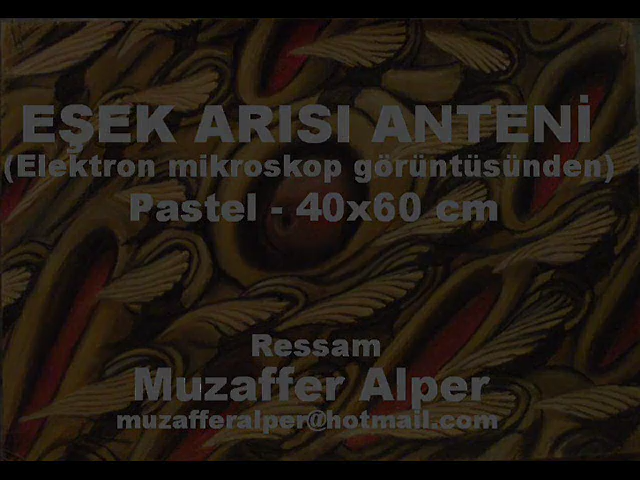 EŞEK ARISI ANTENİ
(Elektron mikroskop görüntüsünden)
Pastel - 40x60 cm
Ressam
Muzaffer Alper
muzafferalper@hotmail.com